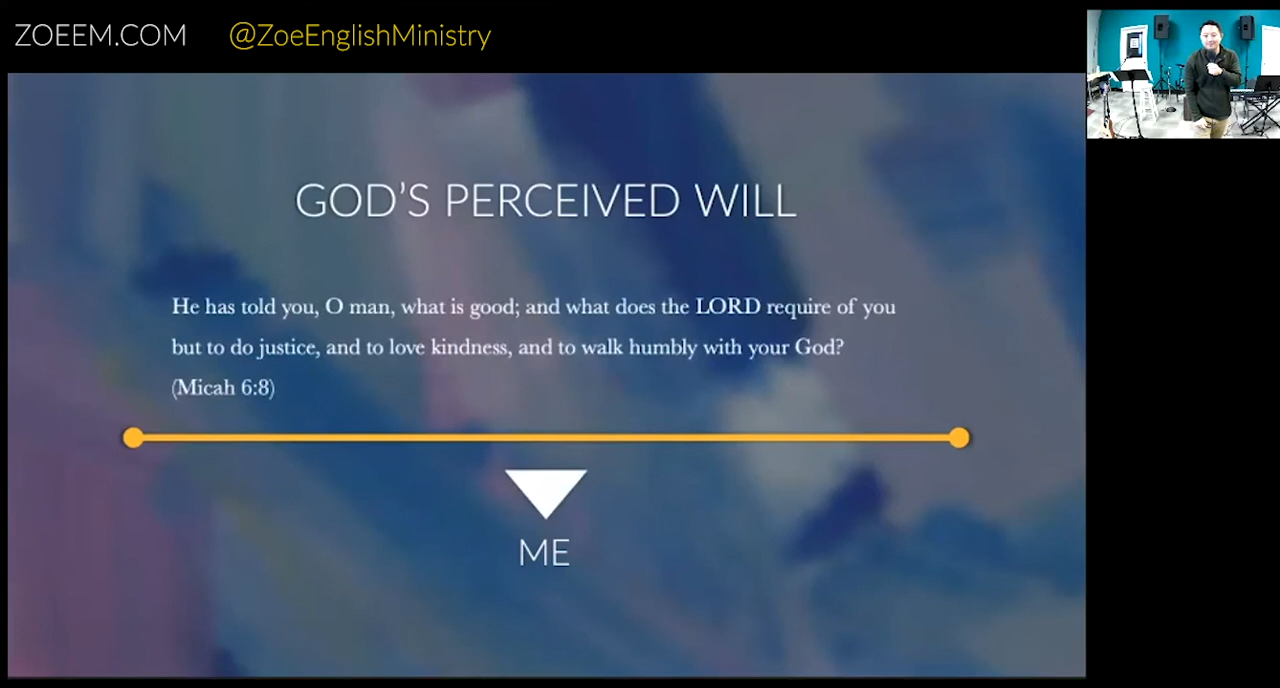 ZOEEM.COM @ZoeEnglishMinistry
GOD'S PERCEIVED WILL
He has told you, O man, what is good; and what does the LORD require of you
but to do justice, and to love kindness, and to walk humbly with your God?
(Micah 6:8)
ME